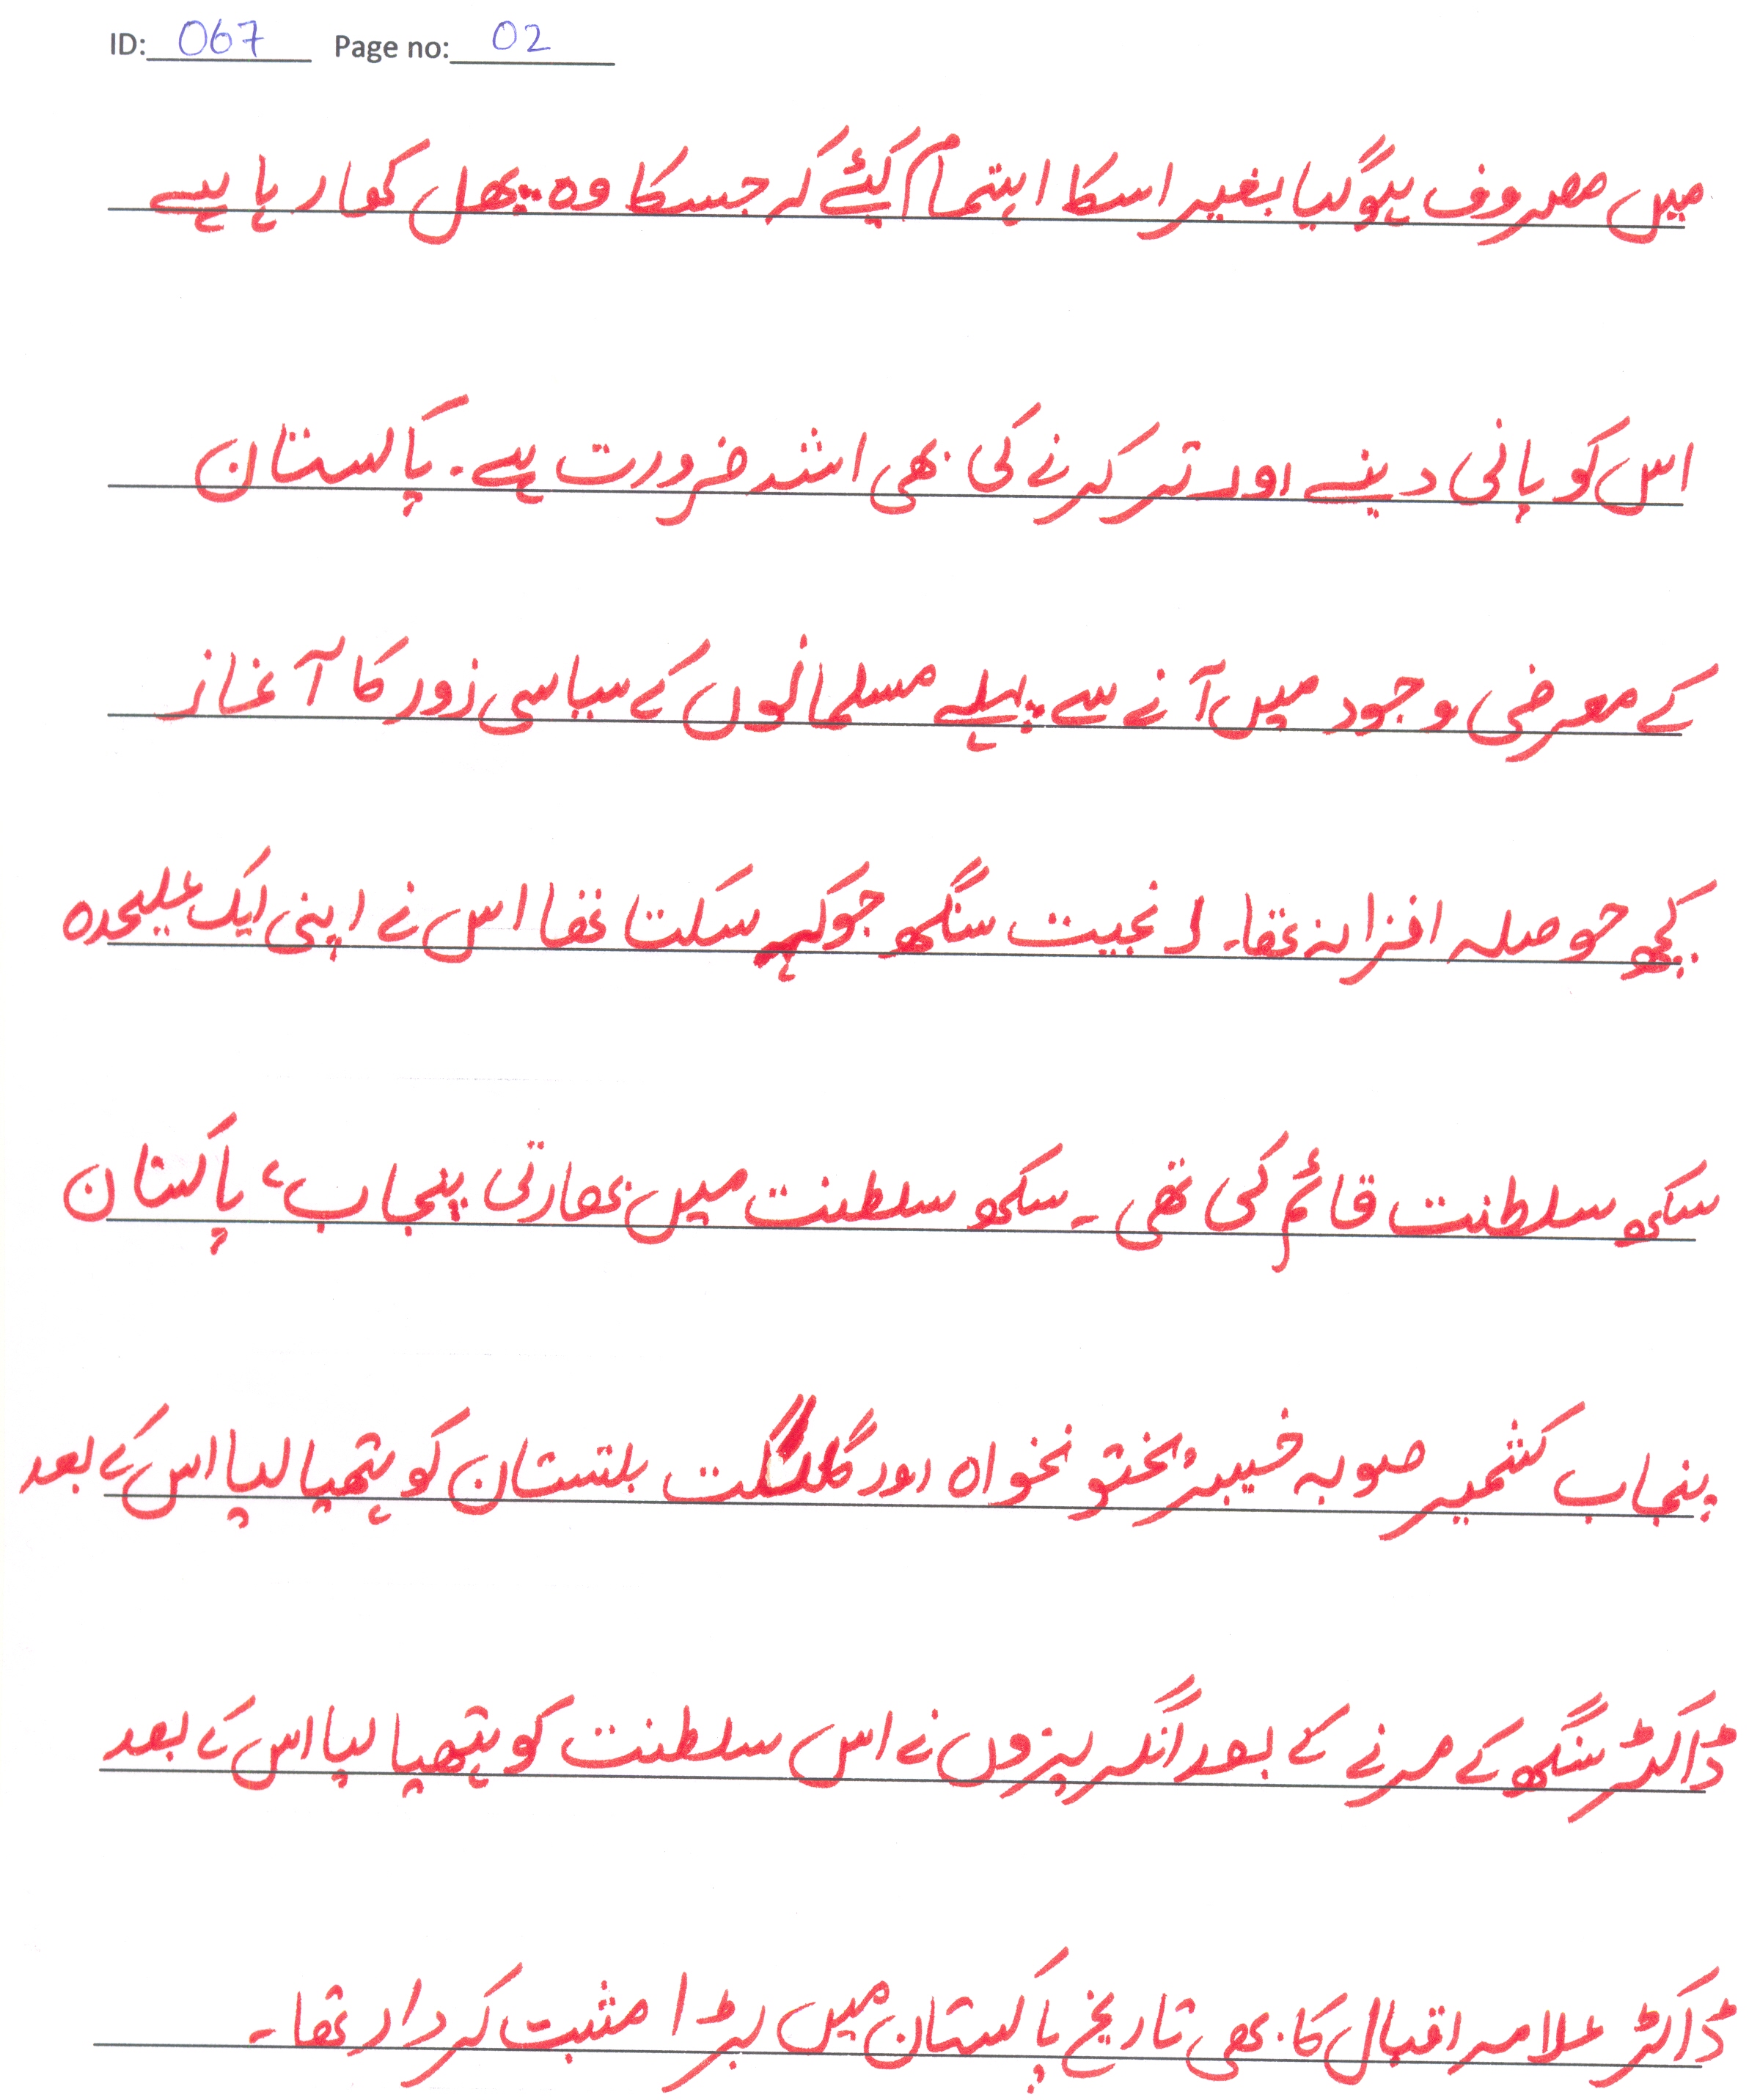 ID: 067 Page no: 02
میں مصروف ہوگیا بغیر اسکا اہتمام کیئے کہ جسکا وہ پھل کھا رہا ہے
اس کو پانی دینے اور تر کرنے کی بھی اشد ضرورت ہے۔ پاکستان
کے معرضی وجود میں آنے سے پہلے مسلمانوں کے سیاسی زور کا آغاز
کچھ حوصلہ افزا نہ تھا۔ رنجیت سنگھ جو کہ سکتا تھا اس نے اپنی ایک علیحدہ
سکھ سلطنت قائم کی تھی ۔ سکھ سلطنت میں بھارتی پنجاب، پاکستان
پنجاب کشمیر صوبہ خیبر پختونخواہ اور گلگت بلتستان کو ہتھیا لیا اس کے بعد
ڈاکٹر سنگھ کے مرنے کے بعد انگریزوں نے اس سلطنت کو ہتھیا لیا اس کے بعد
ڈاکٹر علامہ اقبال کا بھی تاریخ پاکستان میں بڑا مثبت کردار تھا۔